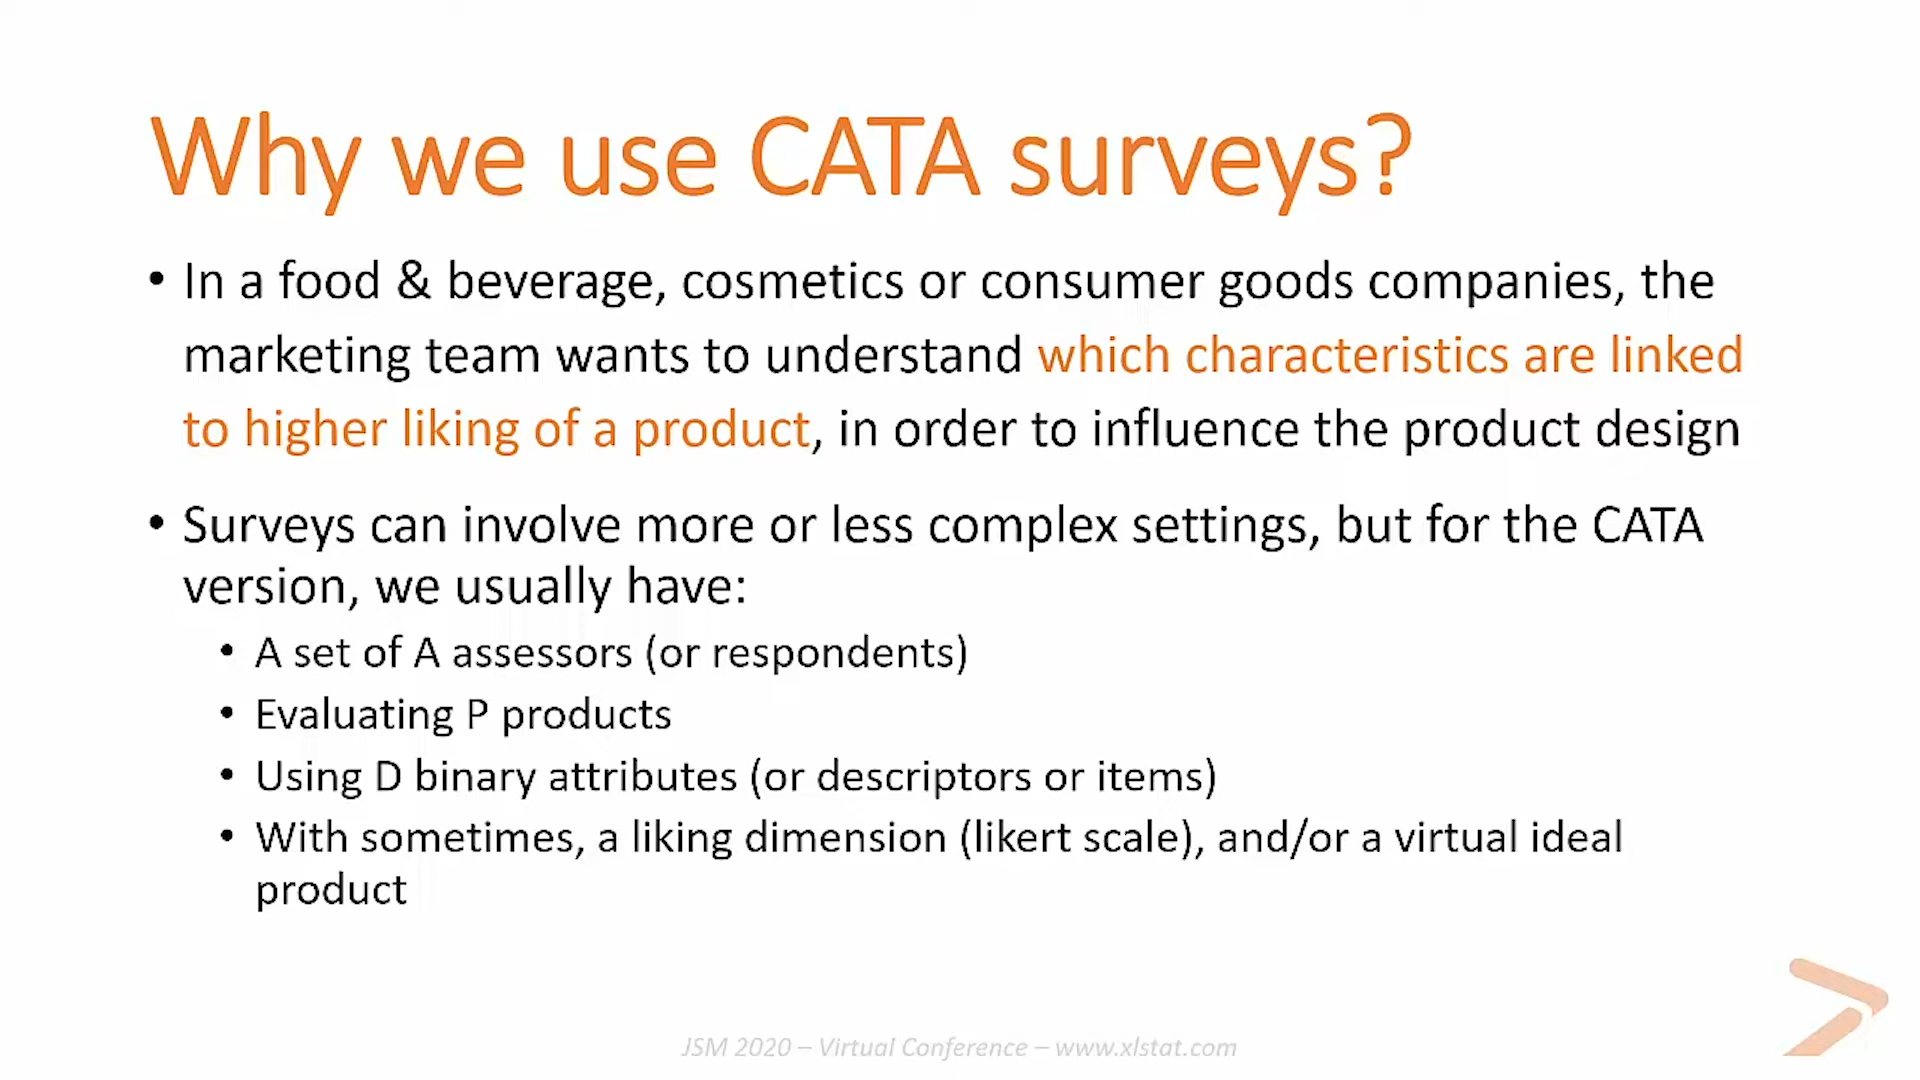 Why we use CATA surveys?
• In a food & beverage, cosmetics or consumer goods companies, the
marketing team wants to understand which characteristics are linked
to higher liking of a product, in order to influence the product design
• Surveys can involve more or less complex settings, but for the CATA
version, we usually have:
• A set of A assessors (or respondents)
• Evaluating P products
• Using D binary attributes (or descriptors or items)
• With sometimes, a liking dimension (likert scale), and/or a virtual ideal
product
JSM 2020 – Virtual Conference – www.xlstat.com